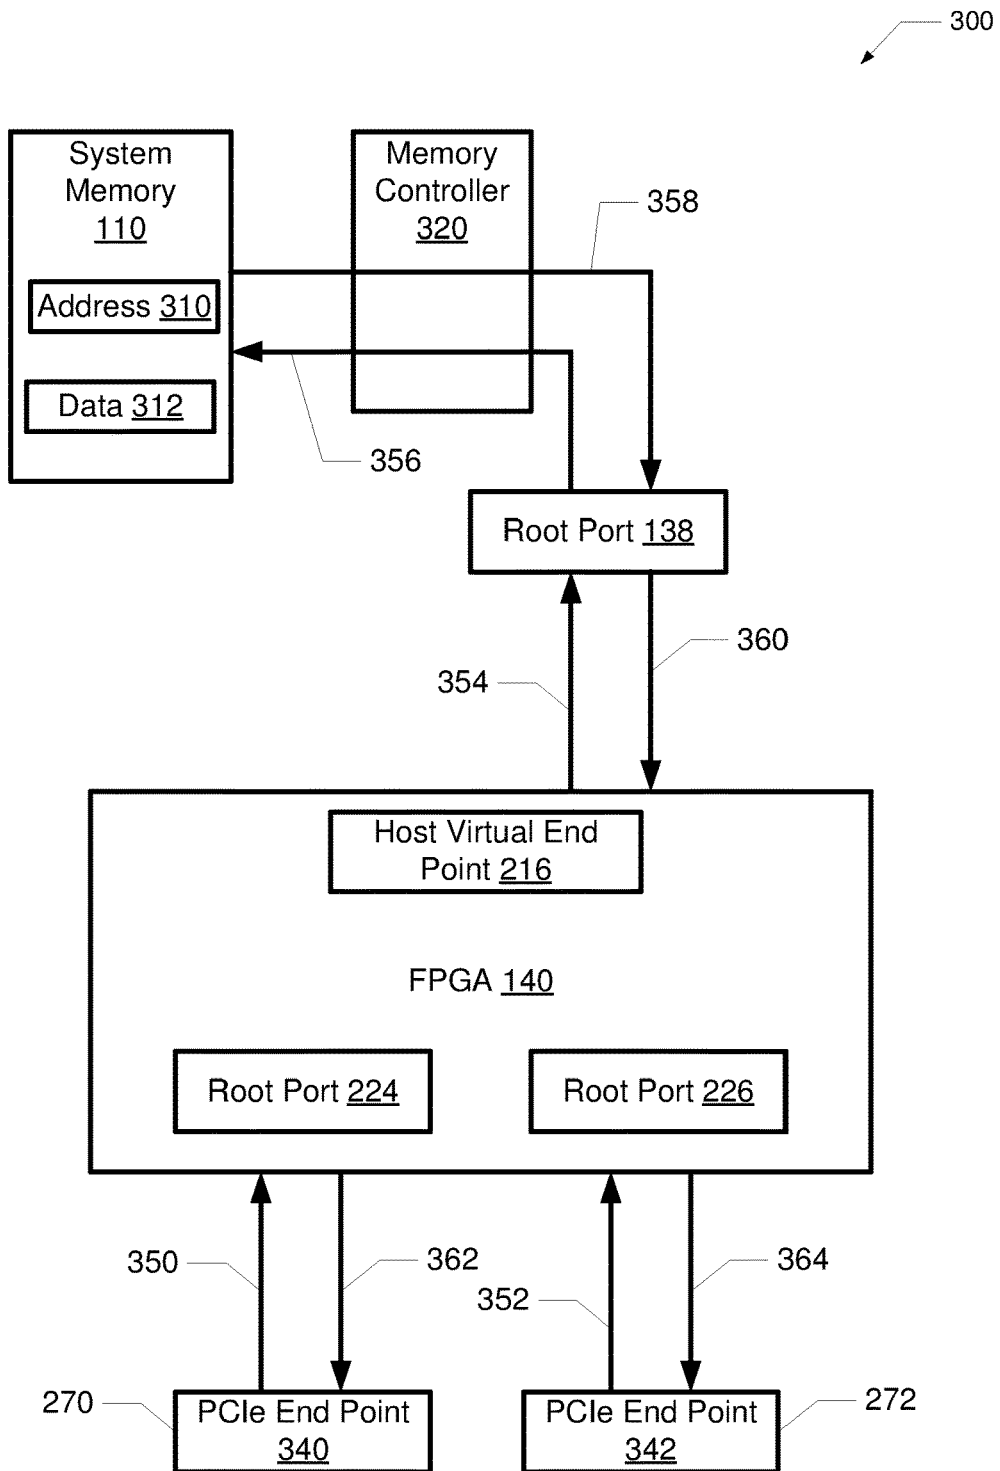 300
System
Memory
110
Memory
Controller
320
358
Address 310
Data 312
356
Root Port 138
360
354
Host Virtual End
Point 216
FPGA 140
Root Port 224
Root Port 226
350
362
352
364
270
PCIe End Point
340
PCIe End Point
342
272